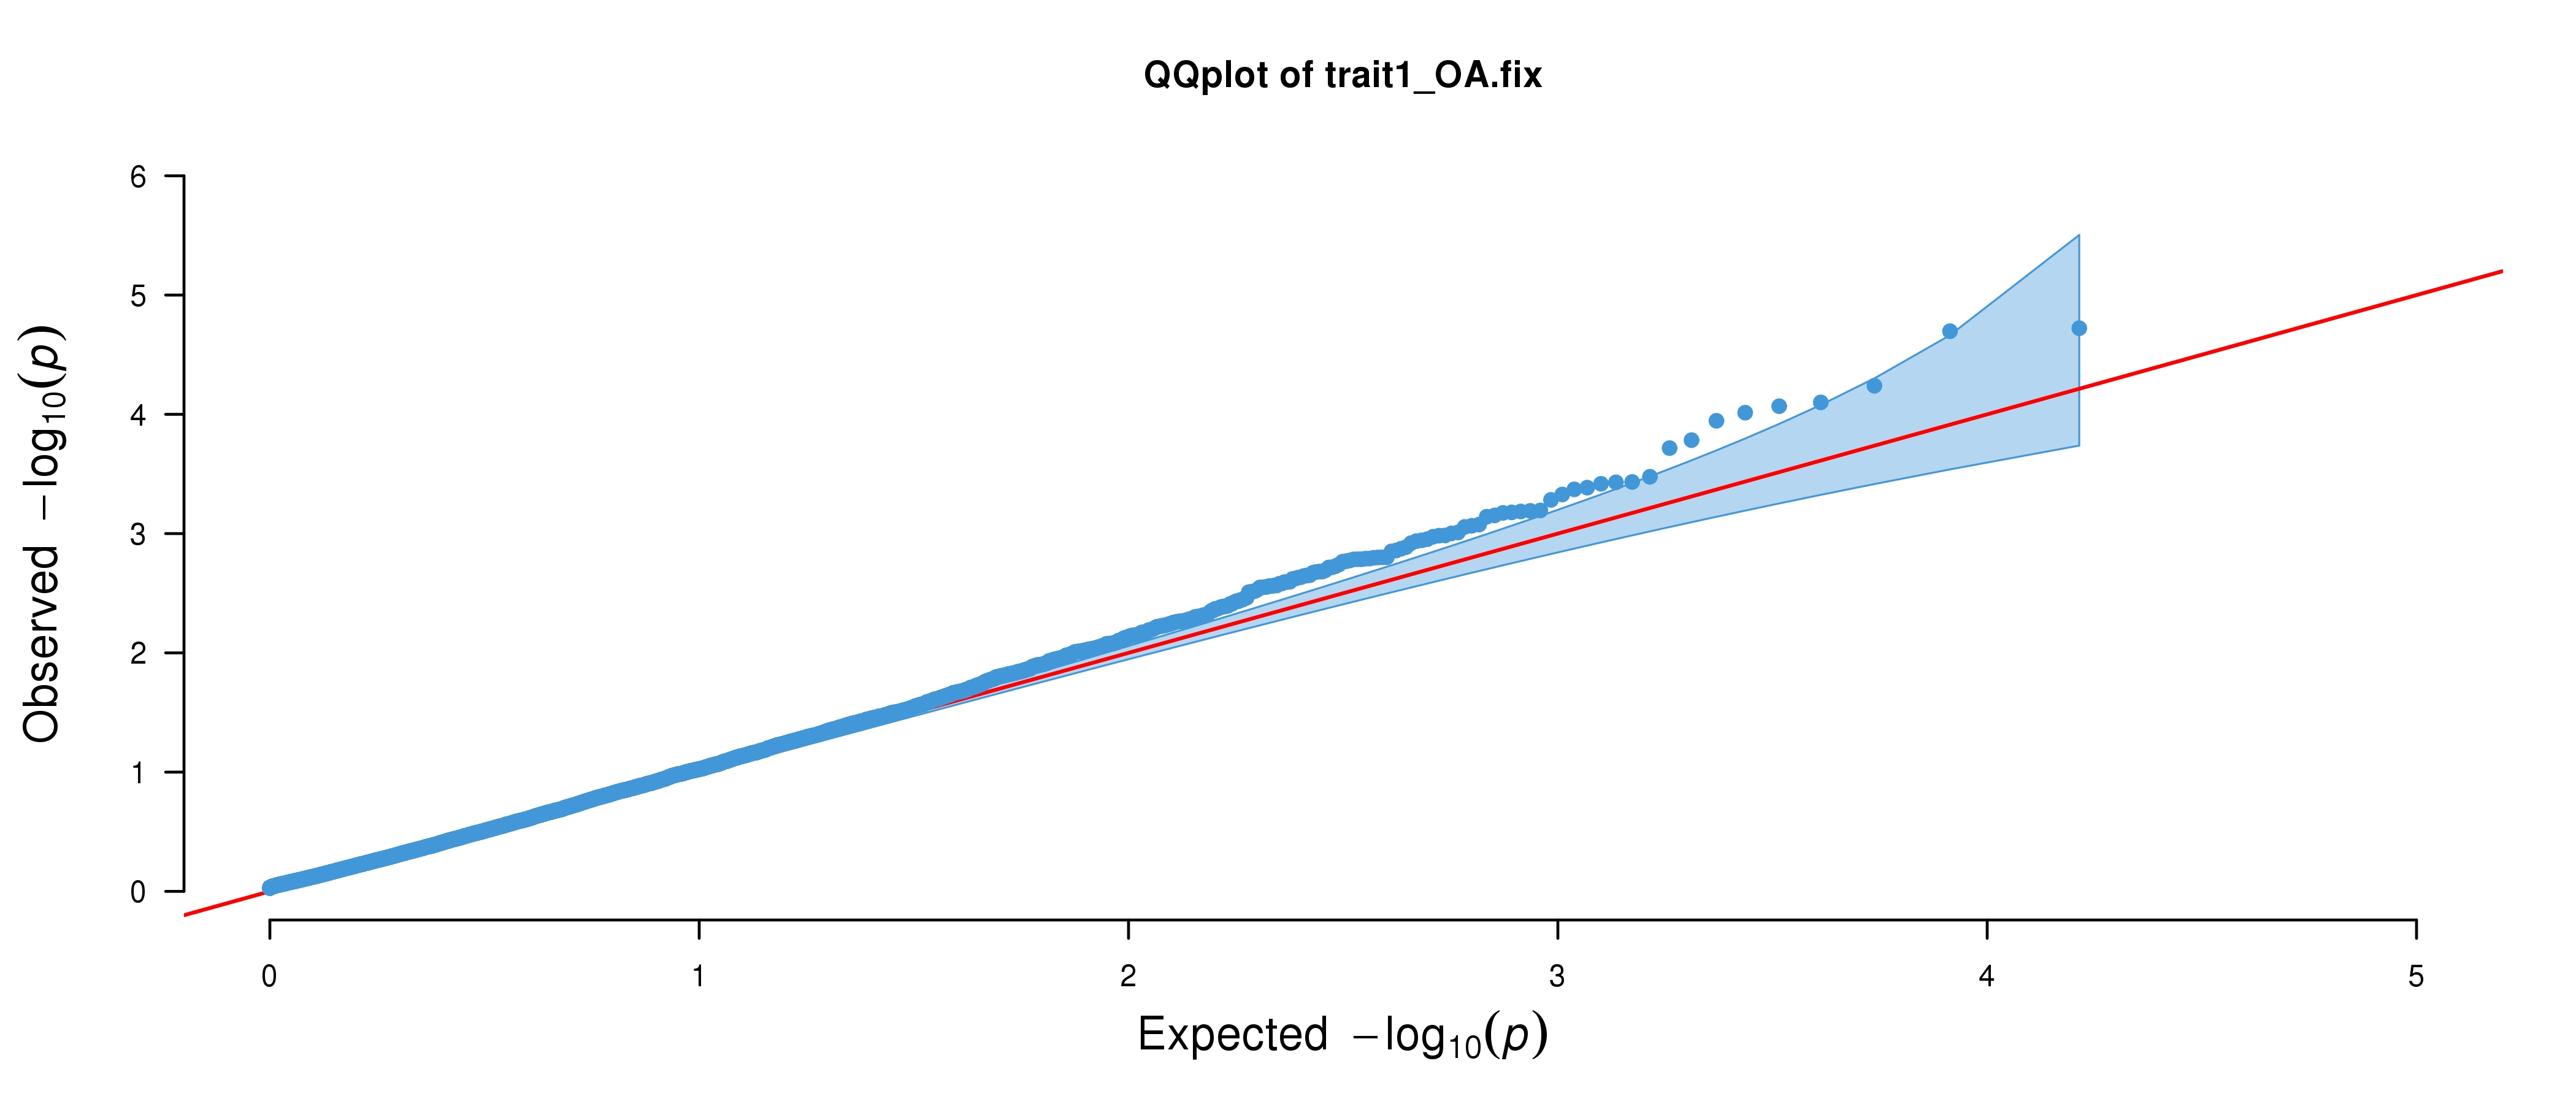 QQplot of trait1_OA.fix
6
5
4
3
2
1
0
Observed −log₁₀(p)
0 1 2 3 4 5
Expected −log₁₀(p)